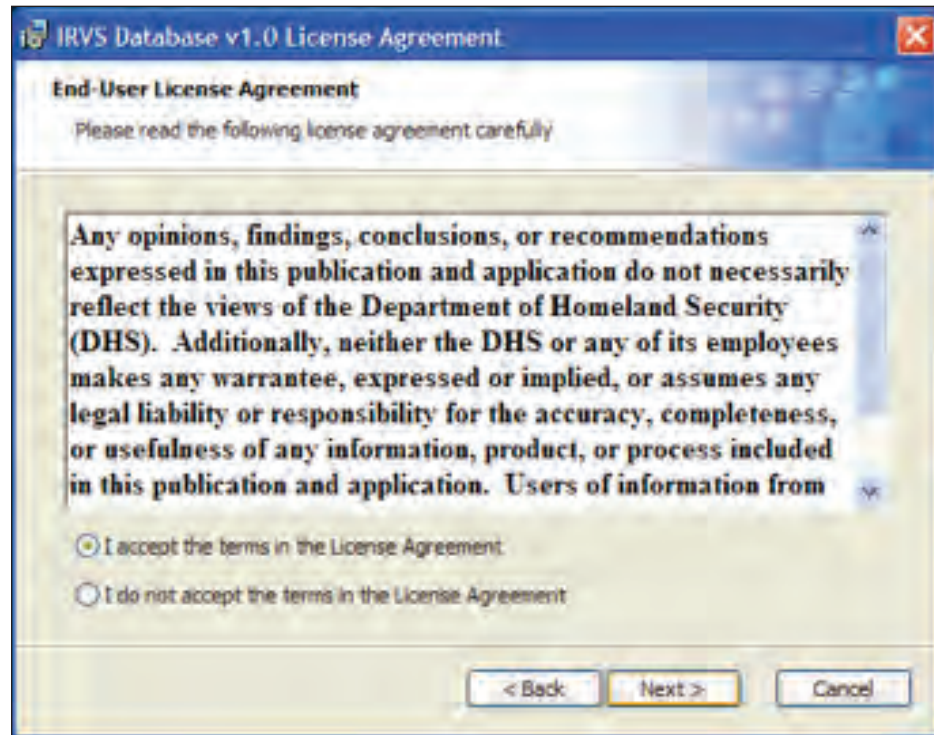 IRVS Database v1.0 License Agreement
End-User License Agreement
Please read the following license agreement carefully
Any opinions, findings, conclusions, or recommendations
expressed in this publication and application do not necessarily
reflect the views of the Department of Homeland Security
(DHS).  Additionally, neither the DHS or any of its employees
makes any warrantee, expressed or implied, or assumes any
legal liability or responsibility for the accuracy, completeness,
or usefulness of any information, product, or process included
in this publication and application.  Users of information from
I accept the terms in the License Agreement
I do not accept the terms in the License Agreement
< Back Next > Cancel